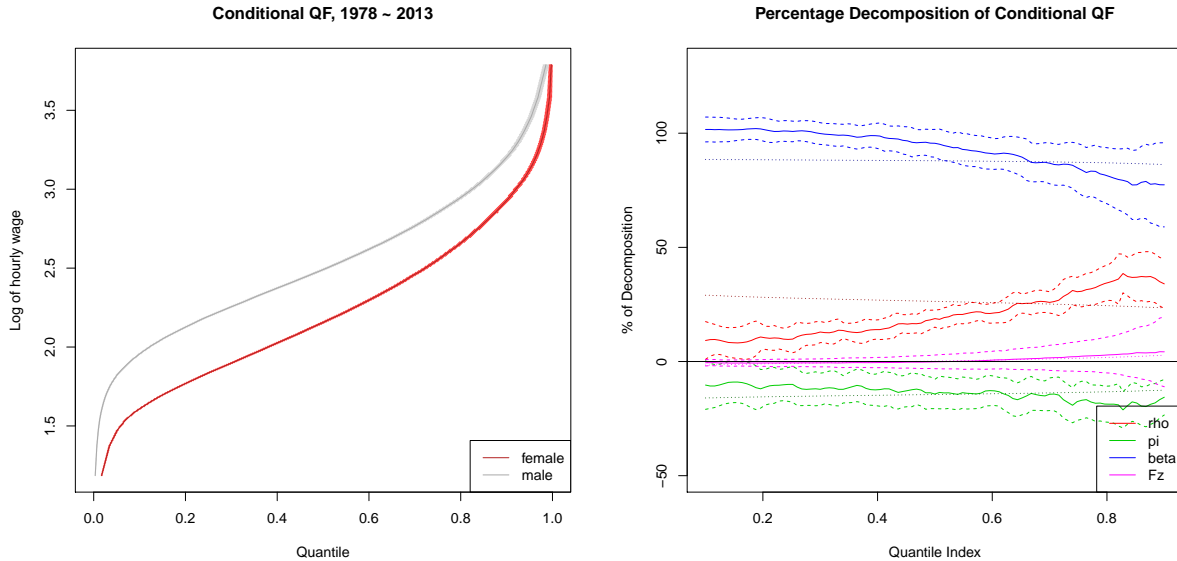 Conditional QF, 1978 ~ 2013
Log of hourly wage
3.5
3.0
2.5
2.0
1.5
female
male
0.0 0.2 0.4 0.6 0.8 1.0
Quantile
Percentage Decomposition of Conditional QF
% of Decomposition
100
50
0
−50
rho
pi
beta
Fz
0.2 0.4 0.6 0.8
Quantile Index